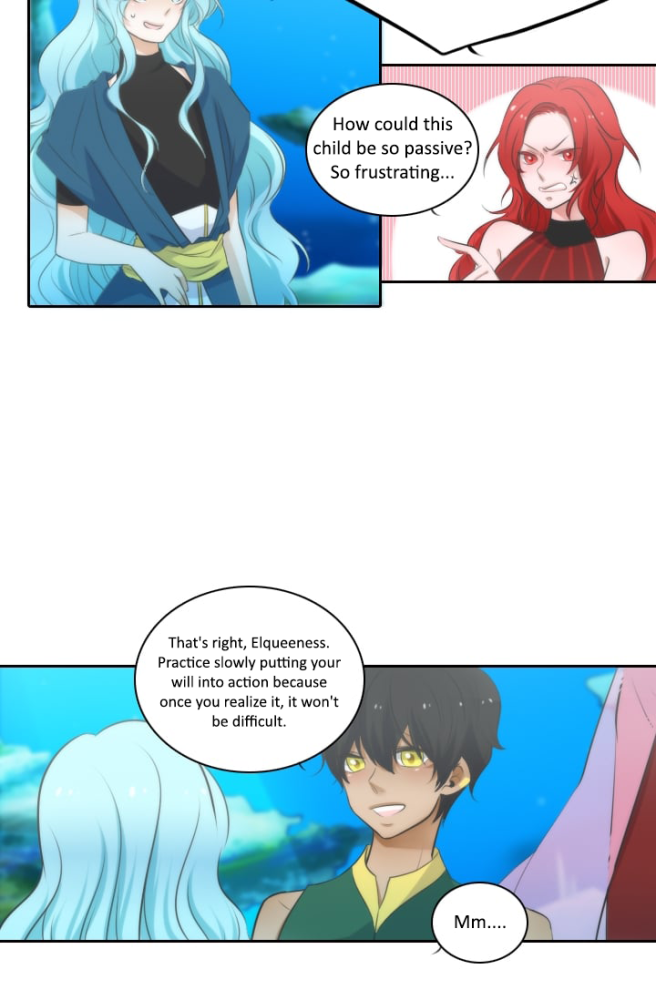 How could this
child be so passive?
So frustrating...
That's right, Elqueeness.
Practice slowly putting your
will into action because
once you realize it, it won't
be difficult.
Mm....